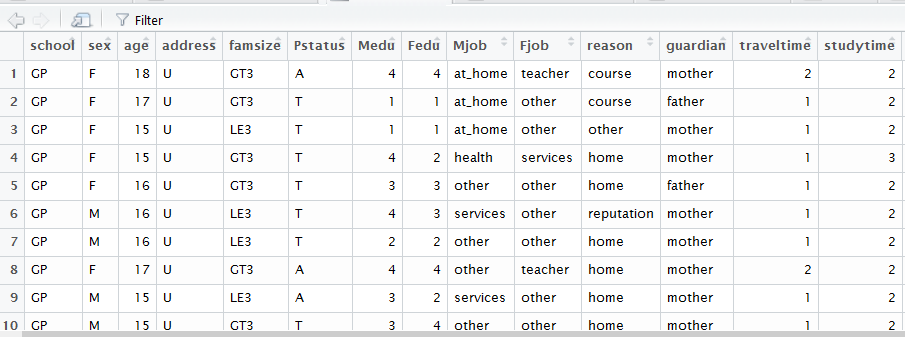 Filter
school sex age address famsize Pstatus Medu Fedu Mjob Fjob reason guardian traveltime studytime
1 GP F 18 U GT3 A 4 4 at_home teacher course mother 2 2
2 GP F 17 U GT3 T 1 1 at_home other course father 1 2
3 GP F 15 U LE3 T 1 1 at_home other other mother 1 2
4 GP F 15 U GT3 T 4 2 health services home mother 1 3
5 GP F 16 U GT3 T 3 3 other other home father 1 2
6 GP M 16 U LE3 T 4 3 services other reputation mother 1 2
7 GP M 16 U LE3 T 2 2 other other home mother 1 2
8 GP F 17 U GT3 A 4 4 other teacher home mother 2 2
9 GP M 15 U LE3 A 3 2 services other home mother 1 2
10 GP M 15 U GT3 T 3 4 other other home mother 1 2